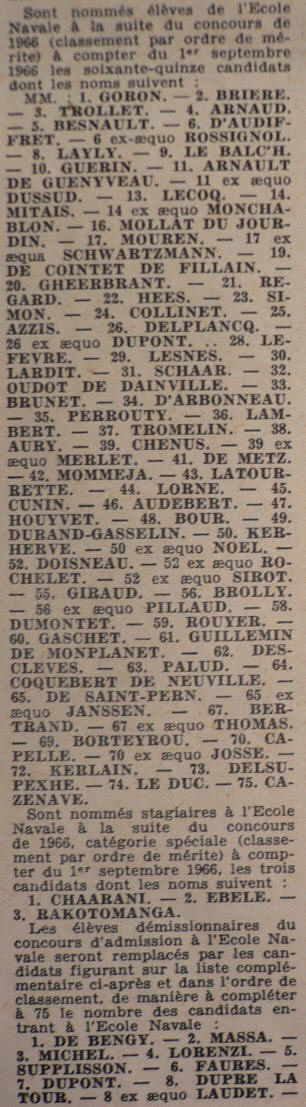 Sont nommés élèves de l'Ecole
Navale à la suite du concours de
1966 (classement par ordre de mé-
rite) à compter du 1er septembre
1966 les soixante-quinze candidats
dont les noms suivent :
MM. : 1. GORON. — 2. BRIERE.
— 3. TROLLET. — 4. ARNAUD.
— 5. BESNAULT. — 6. D'AUDIF-
FRET. — 6 ex-æquo ROSSIGNOL.
— 8. LAYLY. — 9. LE BALC'H.
— 10. GUERIN. — 11. ARNAULT
DE GUENYVEAU. — 11 ex æquo
DUSSUD. — 13. LECOQ. — 14.
MITAIS. — 14 ex æquo MONCHA-
BLON. — 16. MOLLAT DU JOUR-
DIN. — 17. MOUREN. — 17 ex
æqua SCHWARTZMANN. — 19.
DE COINTET DE FILLAIN. —
20. GHEERBRANT. — 21. RE-
GARD. — 22. HEES. — 23. SI-
MON. — 24. COLLINET. — 25.
AZZIS. — 26. DELPLANCQ. —
26 ex æquo DUPONT. .. 28. LE-
FEVRE. — 29. LESNES. — 30.
LARDIT. — 31. SCHAAR. — 32.
OUDOT DE DAINVILLE. — 33.
BRUNET. — 34. D'ARBONNEAU.
— 35. PERROUTY. — 36. LAM-
BERT. — 37. TROMELIN. — 38.
AURY. — 39. CHENUS. — 39 ex
æquo MERLET. — 41. DE METZ.
— 42. MOMMEJA. — 43. LATOUR-
RETTE. — 44. LORNE. — 45.
CUNIN. — 46. AUDEBERT. — 47.
HOUYVET. — 48. BOUR. — 49.
DURAND-GASSELIN. — 50. KER-
HERVE. — 50 ex æquo NOEL. —
52. DOISNEAU. — 52 ex æquo RO-
CHELET. — 52 ex æquo SIROT.
— 55. GIRAUD. — 56. BROLLY.
— 56 ex æquo PILLAUD. — 58.
DUMONTET. — 59. ROUYER. —
60. GASCHET. — 61. GUILLEMIN
DE MONPLANET. — 62. DES-
CLEVES. — 63. PALUD. — 64.
COQUEBERT DE NEUVILLE. —
65. DE SAINT-PERN. — 65 ex
æquo JANSSEN. — 67. BER-
TRAND. — 67 ex æquo THOMAS.
— 69. BORTEYROU. — 70. CA-
PELLE. — 70 ex æquo JOSSE. —
72. KERLAIN. — 73. DELSU-
PEXHE. — 74. LE DUC. — 75. CA-
ZENAVE.
Sont nommés stagiaires à l'Ecole
Navale à la suite du concours
de 1966, catégorie spéciale (classe-
ment par ordre de mérite) à comp-
ter du 1er septembre 1966, les trois
candidats dont les noms suivent :
1. CHAARANI. — 2. EBELE. —
3. RAKOTOMANGA.
Les élèves démissionnaires du
concours d'admission à l'Ecole Na-
vale seront remplacés par les can-
didats figurant sur la liste complé-
mentaire ci-après et dans l'ordre de
classement, de manière à compléter
à 75 le nombre des candidats en-
trant à l'Ecole Navale :
1. DE BENGY. — 2. MASSA. —
3. MICHEL. — 4. LORENZI. — 5.
SUPPLISSON. — 6. FAURES. —
7. DUPONT. — 8. DUPRE LA
TOUR. — 8 ex æquo LAUDET. —